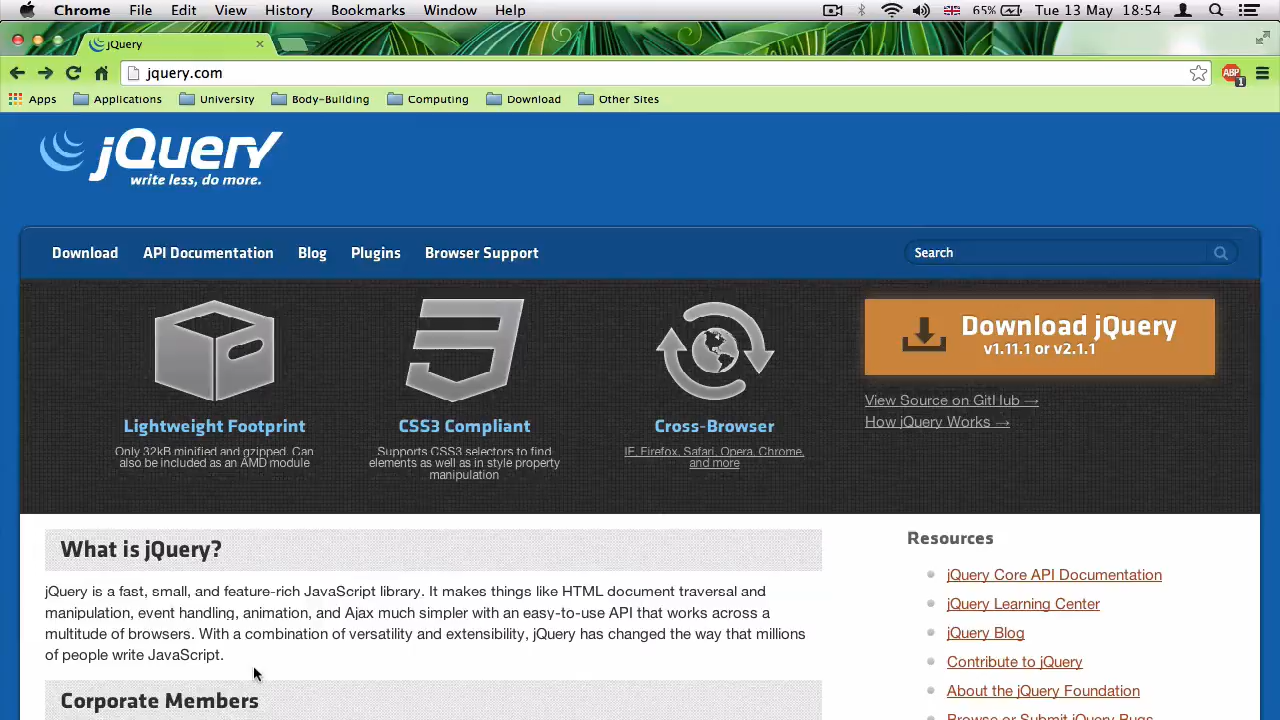 Chrome File Edit View History Bookmarks Window Help 65% Tue 13 May 18:54
jQuery
jquery.com ABP 1
Apps Applications University Body-Building Computing Download Other Sites
jQuery
write less, do more.
Download API Documentation Blog Plugins Browser Support Search
Download jQuery
v1.11.1 or v2.1.1
View Source on GitHub →
How jQuery Works →
Lightweight Footprint
Only 32kB minified and gzipped. Can
also be included as an AMD module
CSS3 Compliant
Supports CSS3 selectors to find
elements as well as in style property
manipulation
Cross-Browser
IE, Firefox, Safari, Opera, Chrome,
and more
What is jQuery?
jQuery is a fast, small, and feature-rich JavaScript library. It makes things like HTML document traversal and
manipulation, event handling, animation, and Ajax much simpler with an easy-to-use API that works across a
multitude of browsers. With a combination of versatility and extensibility, jQuery has changed the way that millions
of people write JavaScript.
Corporate Members
Resources
jQuery Core API Documentation
jQuery Learning Center
jQuery Blog
Contribute to jQuery
About the jQuery Foundation
Browse or Submit jQuery Bugs